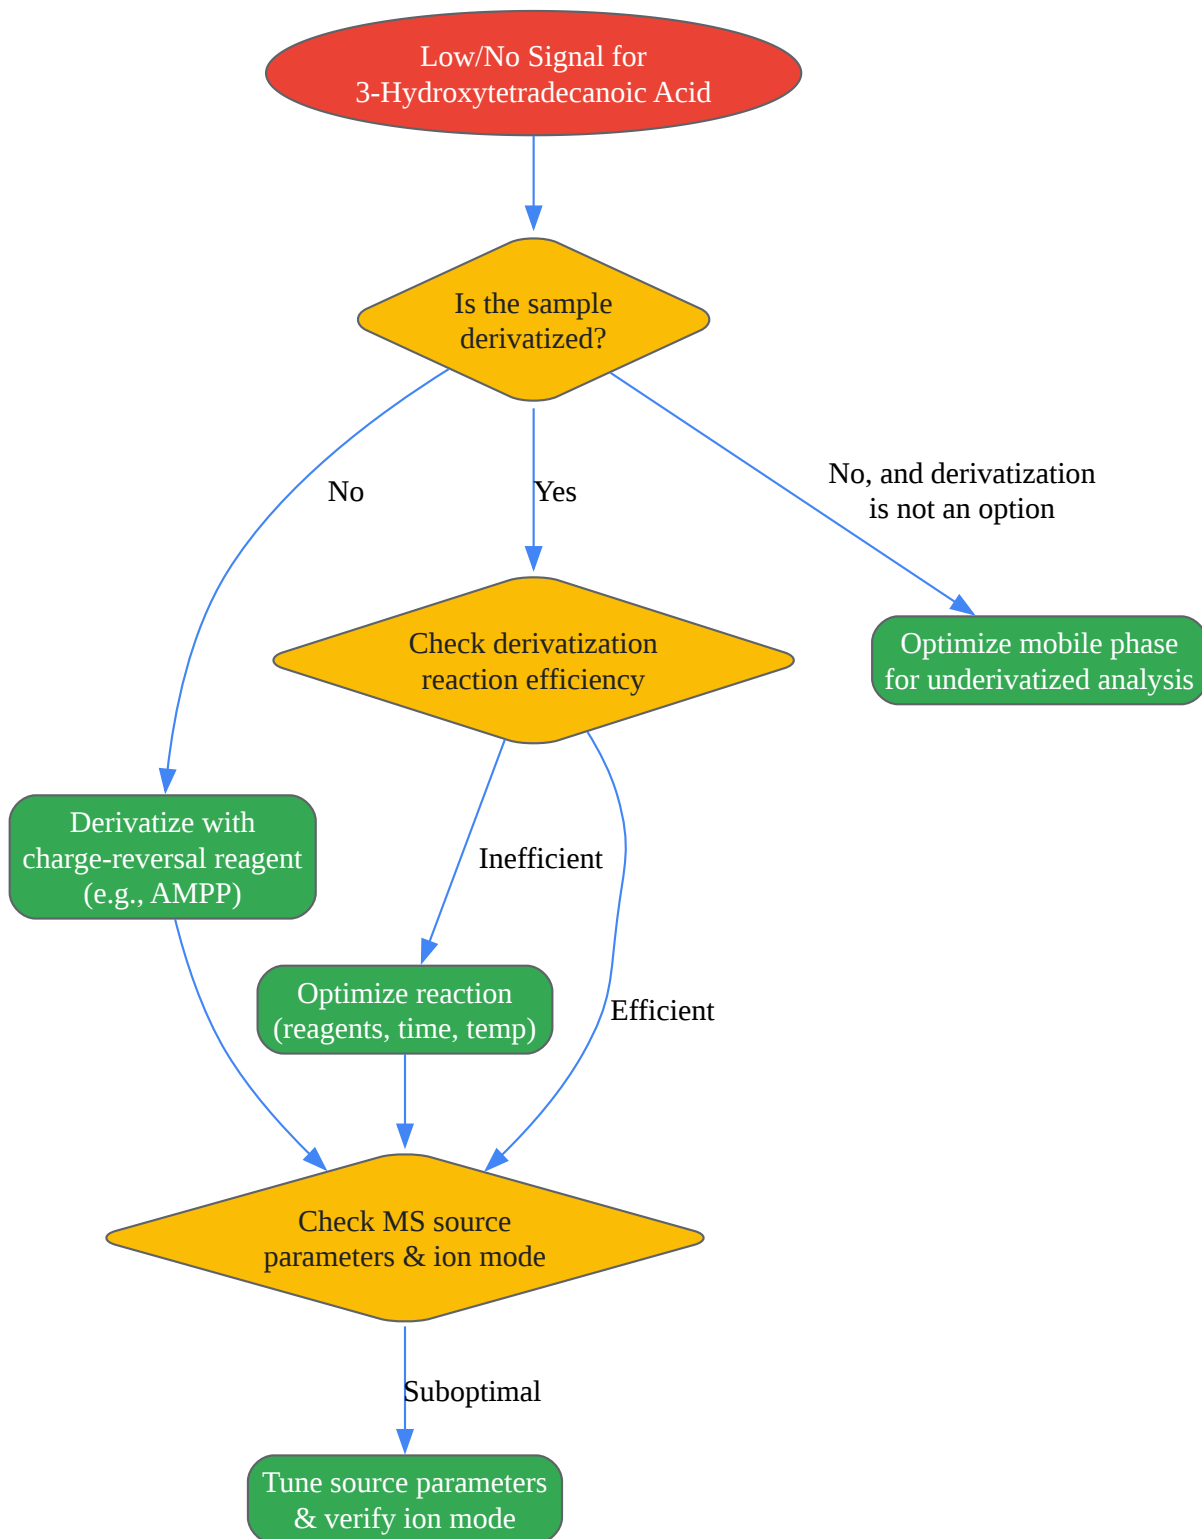 Low/No Signal for
3-Hydroxytetradecanoic Acid
Is the sample
derivatized?
No
Yes
No, and derivatization
is not an option
Check derivatization
reaction efficiency
Optimize mobile phase
for underivatized analysis
Derivatize with
charge-reversal reagent
(e.g., AMPP)
Inefficient
Optimize reaction
(reagents, time, temp)
Efficient
Check MS source
parameters & ion mode
Suboptimal
Tune source parameters
& verify ion mode